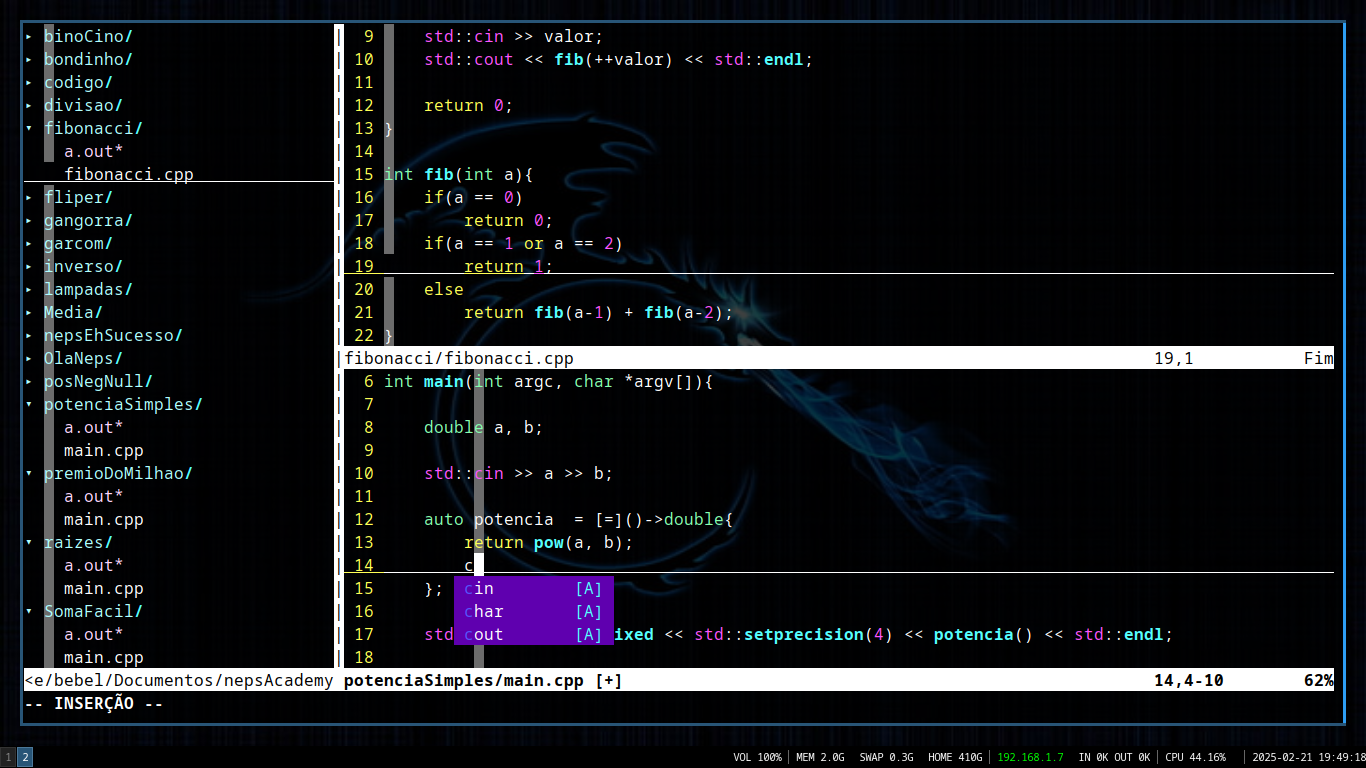 ▸ binoCino/
▸ bondinho/
▸ codigo/
▸ divisao/
▾ fibonacci/
a.out*
fibonacci.cpp
▸ fliper/
▸ gangorra/
▸ garcom/
▸ inverso/
▸ lampadas/
▸ Media/
▸ nepsEhSucesso/
▸ OlaNeps/
▸ posNegNull/
▾ potenciaSimples/
a.out*
main.cpp
▾ premioDoMilhao/
a.out*
main.cpp
▾ raizes/
a.out*
main.cpp
▾ SomaFacil/
a.out*
main.cpp
<e/bebel/Documentos/nepsAcademy
9     std::cin >> valor;
10     std::cout << fib(++valor) << std::endl;
11
12     return 0;
13 }
14
15 int fib(int a){
16     if(a == 0)
17         return 0;
18     if(a == 1 or a == 2)
19         return 1;
20     else
21         return fib(a-1) + fib(a-2);
22 }
fibonacci/fibonacci.cpp 19,1 Fim
6 int main(int argc, char *argv[]){
7
8     double a, b;
9
10     std::cin >> a >> b;
11
12     auto potencia  = [=]()->double{
13         return pow(a, b);
14         c
15     };
cin [A]
16
char [A]
17     std
cout [A]
ixed << std::setprecision(4) << potencia() << std::endl;
18
potenciaSimples/main.cpp [+] 14,4-10 62%
-- INSERÇÃO --
1 2
VOL 100% | MEM 2.0G SWAP 0.3G HOME 410G | 192.168.1.7 IN 0K OUT 0K | CPU 44.16% | 2025-02-21 19:49:18